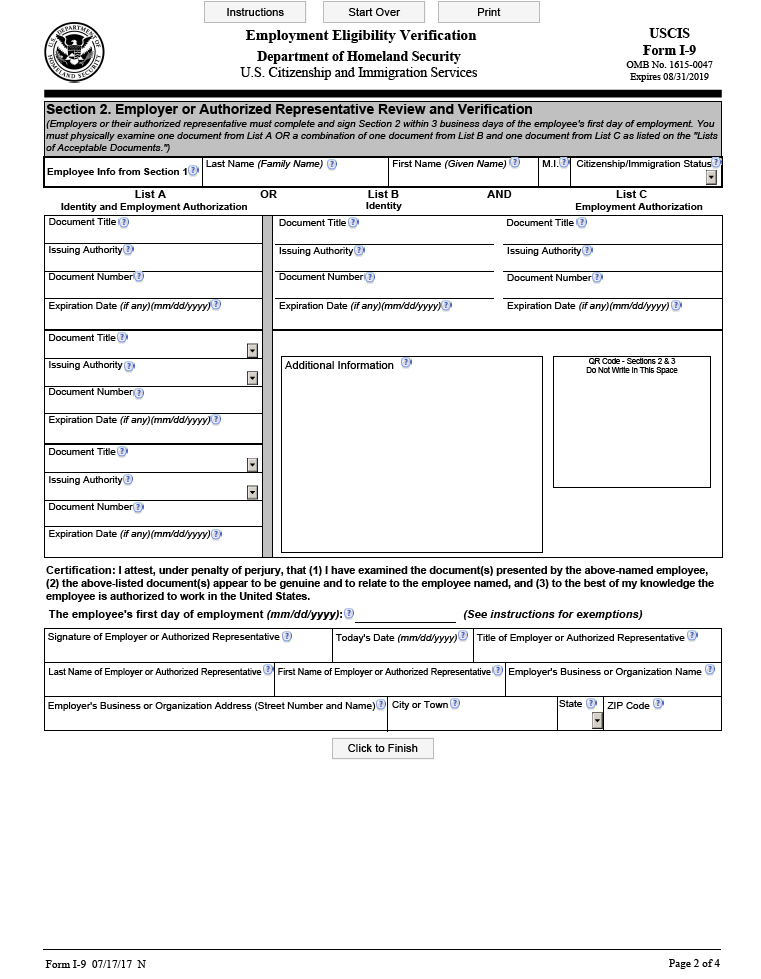 Instructions Start Over Print
U.S. DEPARTMENT OF HOMELAND SECURITY
Employment Eligibility Verification
Department of Homeland Security
U.S. Citizenship and Immigration Services
USCIS
Form I-9
OMB No. 1615-0047
Expires 08/31/2019
Section 2. Employer or Authorized Representative Review and Verification
(Employers or their authorized representative must complete and sign Section 2 within 3 business days of the employee's first day of employment. You
must physically examine one document from List A OR a combination of one document from List B and one document from List C as listed on the "Lists
of Acceptable Documents.")
Employee Info from Section 1 ? Last Name (Family Name) ? First Name (Given Name) ? M.I. ? Citizenship/Immigration Status ?
List A OR List B AND List C
Identity and Employment Authorization Identity Employment Authorization
Document Title ? Document Title ? Document Title ?
Issuing Authority ? Issuing Authority ? Issuing Authority ?
Document Number ? Document Number ? Document Number ?
Expiration Date (if any)(mm/dd/yyyy) ? Expiration Date (if any)(mm/dd/yyyy) ? Expiration Date (if any)(mm/dd/yyyy) ?
Document Title ?
Issuing Authority ?
Document Number ?
Expiration Date (if any)(mm/dd/yyyy) ?
Document Title ?
Issuing Authority ?
Document Number ?
Expiration Date (if any)(mm/dd/yyyy) ?
Additional Information ?
QR Code - Sections 2 & 3
Do Not Write In This Space
Certification: I attest, under penalty of perjury, that (1) I have examined the document(s) presented by the above-named employee,
(2) the above-listed document(s) appear to be genuine and to relate to the employee named, and (3) to the best of my knowledge the
employee is authorized to work in the United States.
The employee's first day of employment (mm/dd/yyyy): ? (See instructions for exemptions)
Signature of Employer or Authorized Representative ? Today's Date (mm/dd/yyyy) ? Title of Employer or Authorized Representative ?
Last Name of Employer or Authorized Representative ? First Name of Employer or Authorized Representative ? Employer's Business or Organization Name ?
Employer's Business or Organization Address (Street Number and Name) ? City or Town ? State ? ZIP Code ?
Click to Finish
Form I-9 07/17/17 N Page 2 of 4